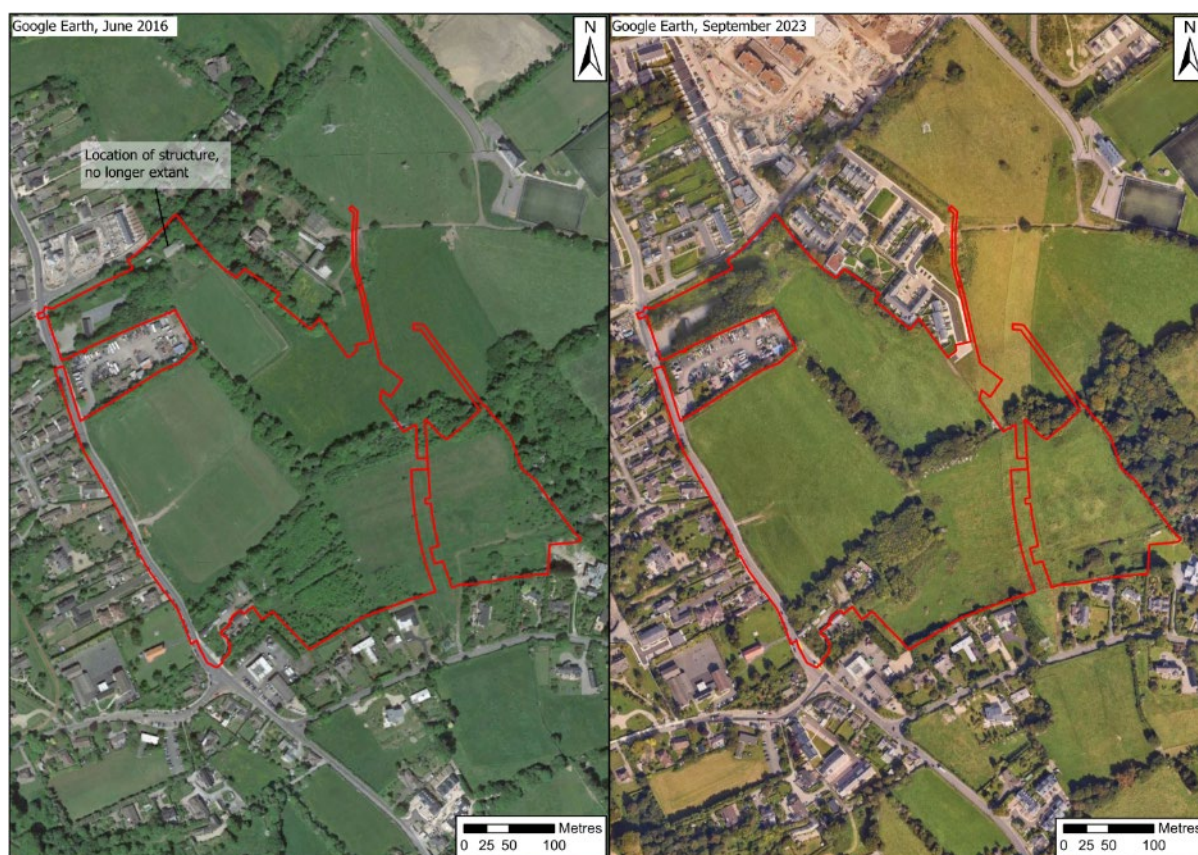 Google Earth, June 2016
N
Location of structure,
no longer extant
Metres
0 25 50 100
Google Earth, September 2023
N
Metres
0 25 50 100